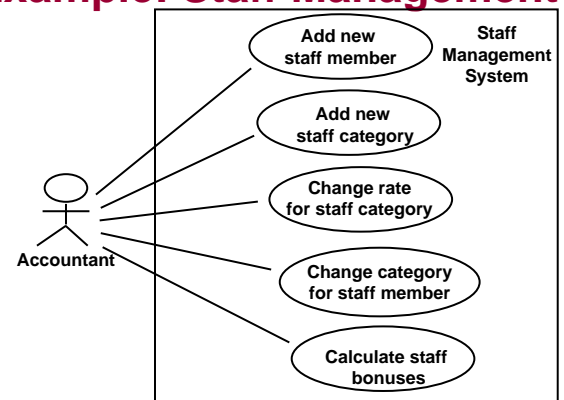 Example: Staff Management
Add new
staff member
Staff
Management
System
Add new
staff category
Change rate
for staff category
Accountant
Change category
for staff member
Calculate staff
bonuses